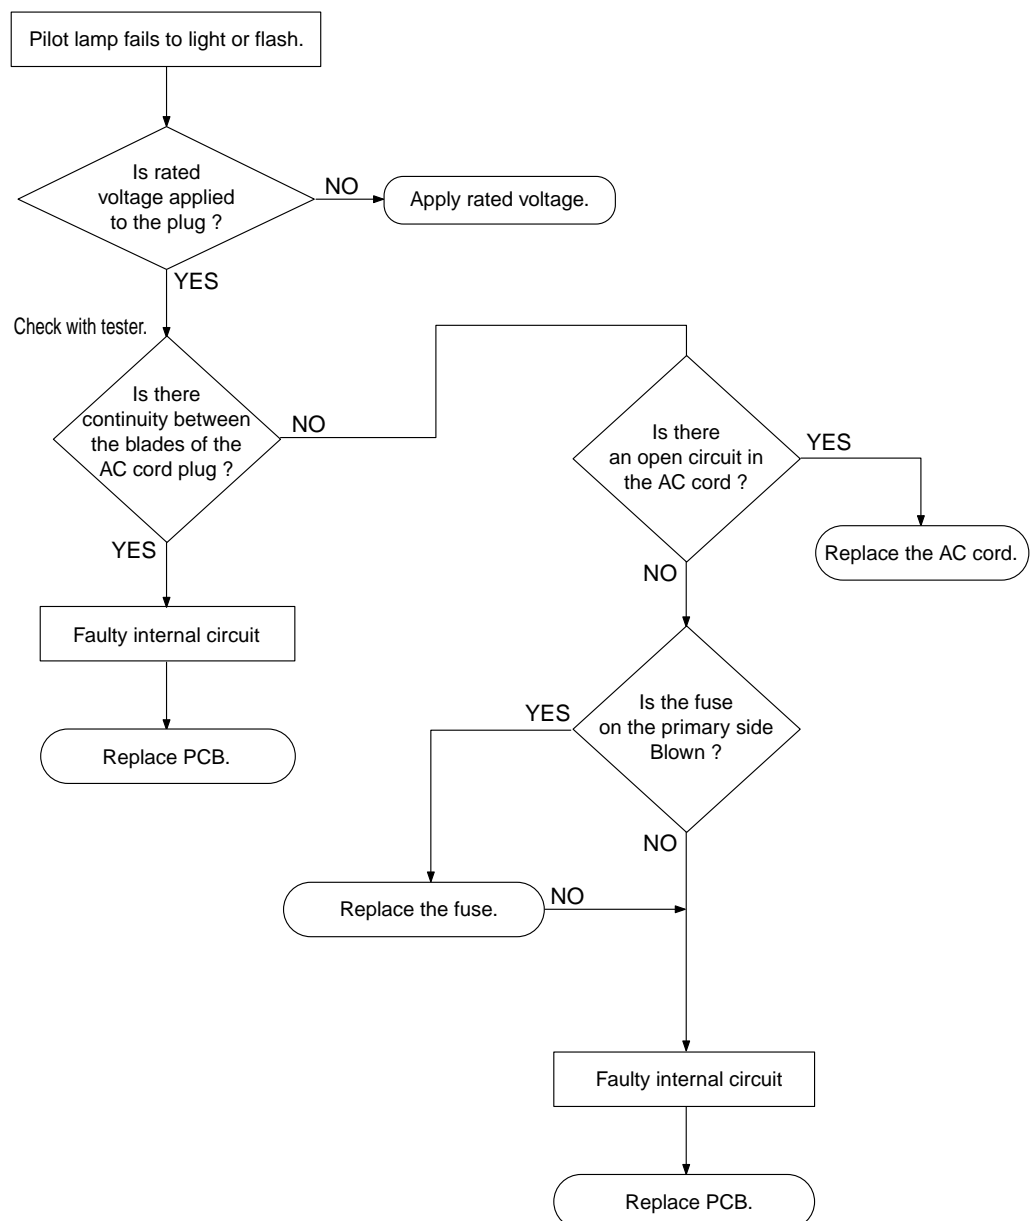 Pilot lamp fails to light or flash.
Is rated
voltage applied
to the plug ?
NO
Apply rated voltage.
YES
Check with tester.
Is there
continuity between
the blades of the
AC cord plug ?
NO
Is there
an open circuit in
the AC cord ?
YES
Replace the AC cord.
YES
NO
Faulty internal circuit
Replace PCB.
Is the fuse
on the primary side
Blown ?
YES
NO
Replace the fuse.
NO
Faulty internal circuit
Replace PCB.